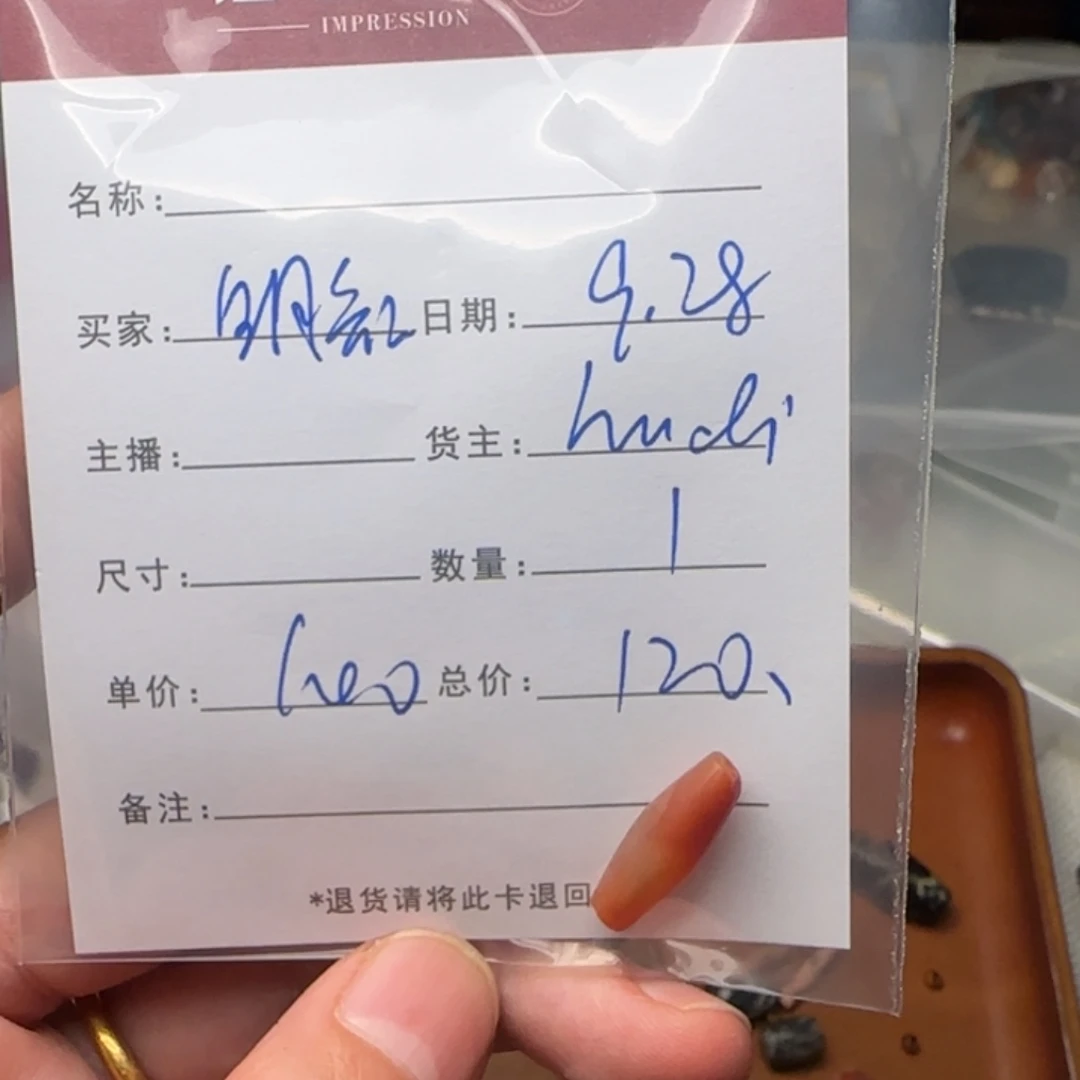 IMPRESSION
名称:
买家: 日期: 9.28
主播: 货主:
尺寸: 数量: 1
单价: 总价: 120、
备注:
*退货请将此卡退回